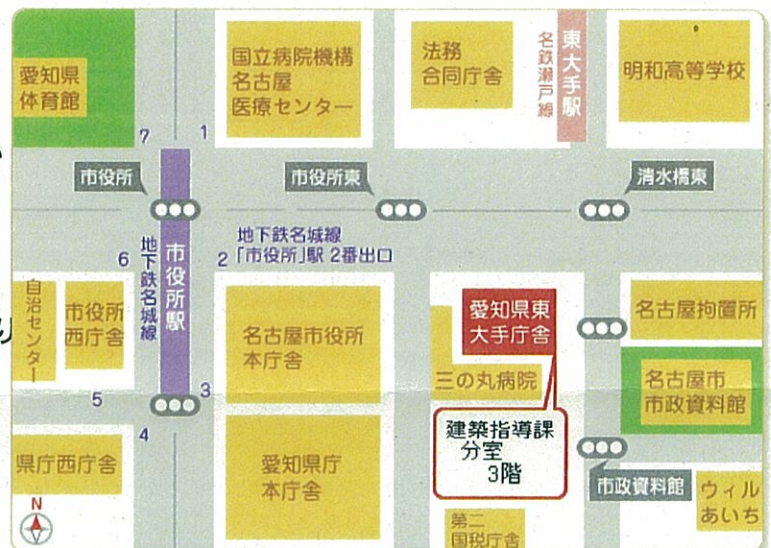 愛知県
体育館
国立病院機構
名古屋
医療センター
法務
合同庁舎
名鉄瀬戸線
東大手駅
明和高等学校
7
1
市役所
市役所東
清水橋東
6
地下鉄名城線
市役所駅
2
地下鉄名城線
「市役所」駅 2番出口
自治センター
市役所
西庁舎
名古屋市役所
本庁舎
愛知県東
大手庁舎
名古屋拘置所
三の丸病院
名古屋市
市政資料館
5
3
4
県庁西庁舎
愛知県庁
本庁舎
建築指導課
分室
3階
市政資料館
ウィル
あいち
第二
国税庁舎
N